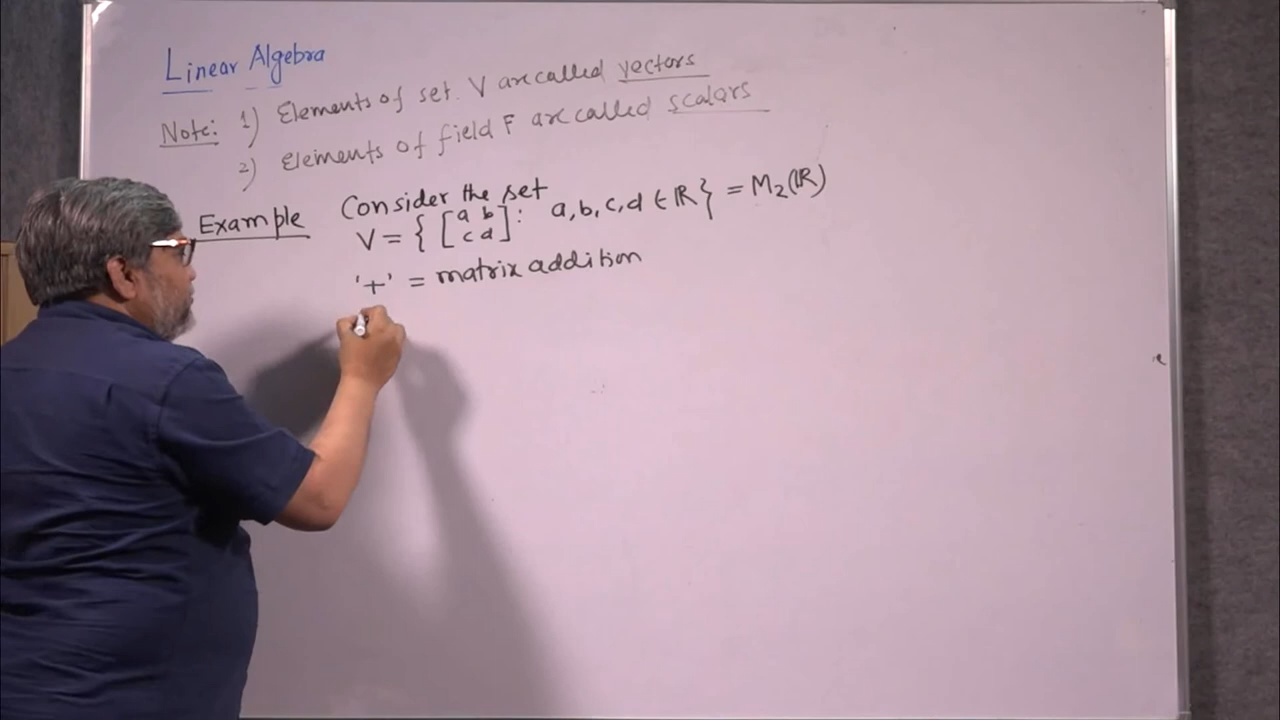 Linear Algebra
Note: 1) Elements of set V are called vectors
2) Elements of field F are called scalars
Example Consider the set
V = { [a b
c d] : a, b, c, d ∈ ℝ } = M₂(ℝ)
'+' = matrix addition